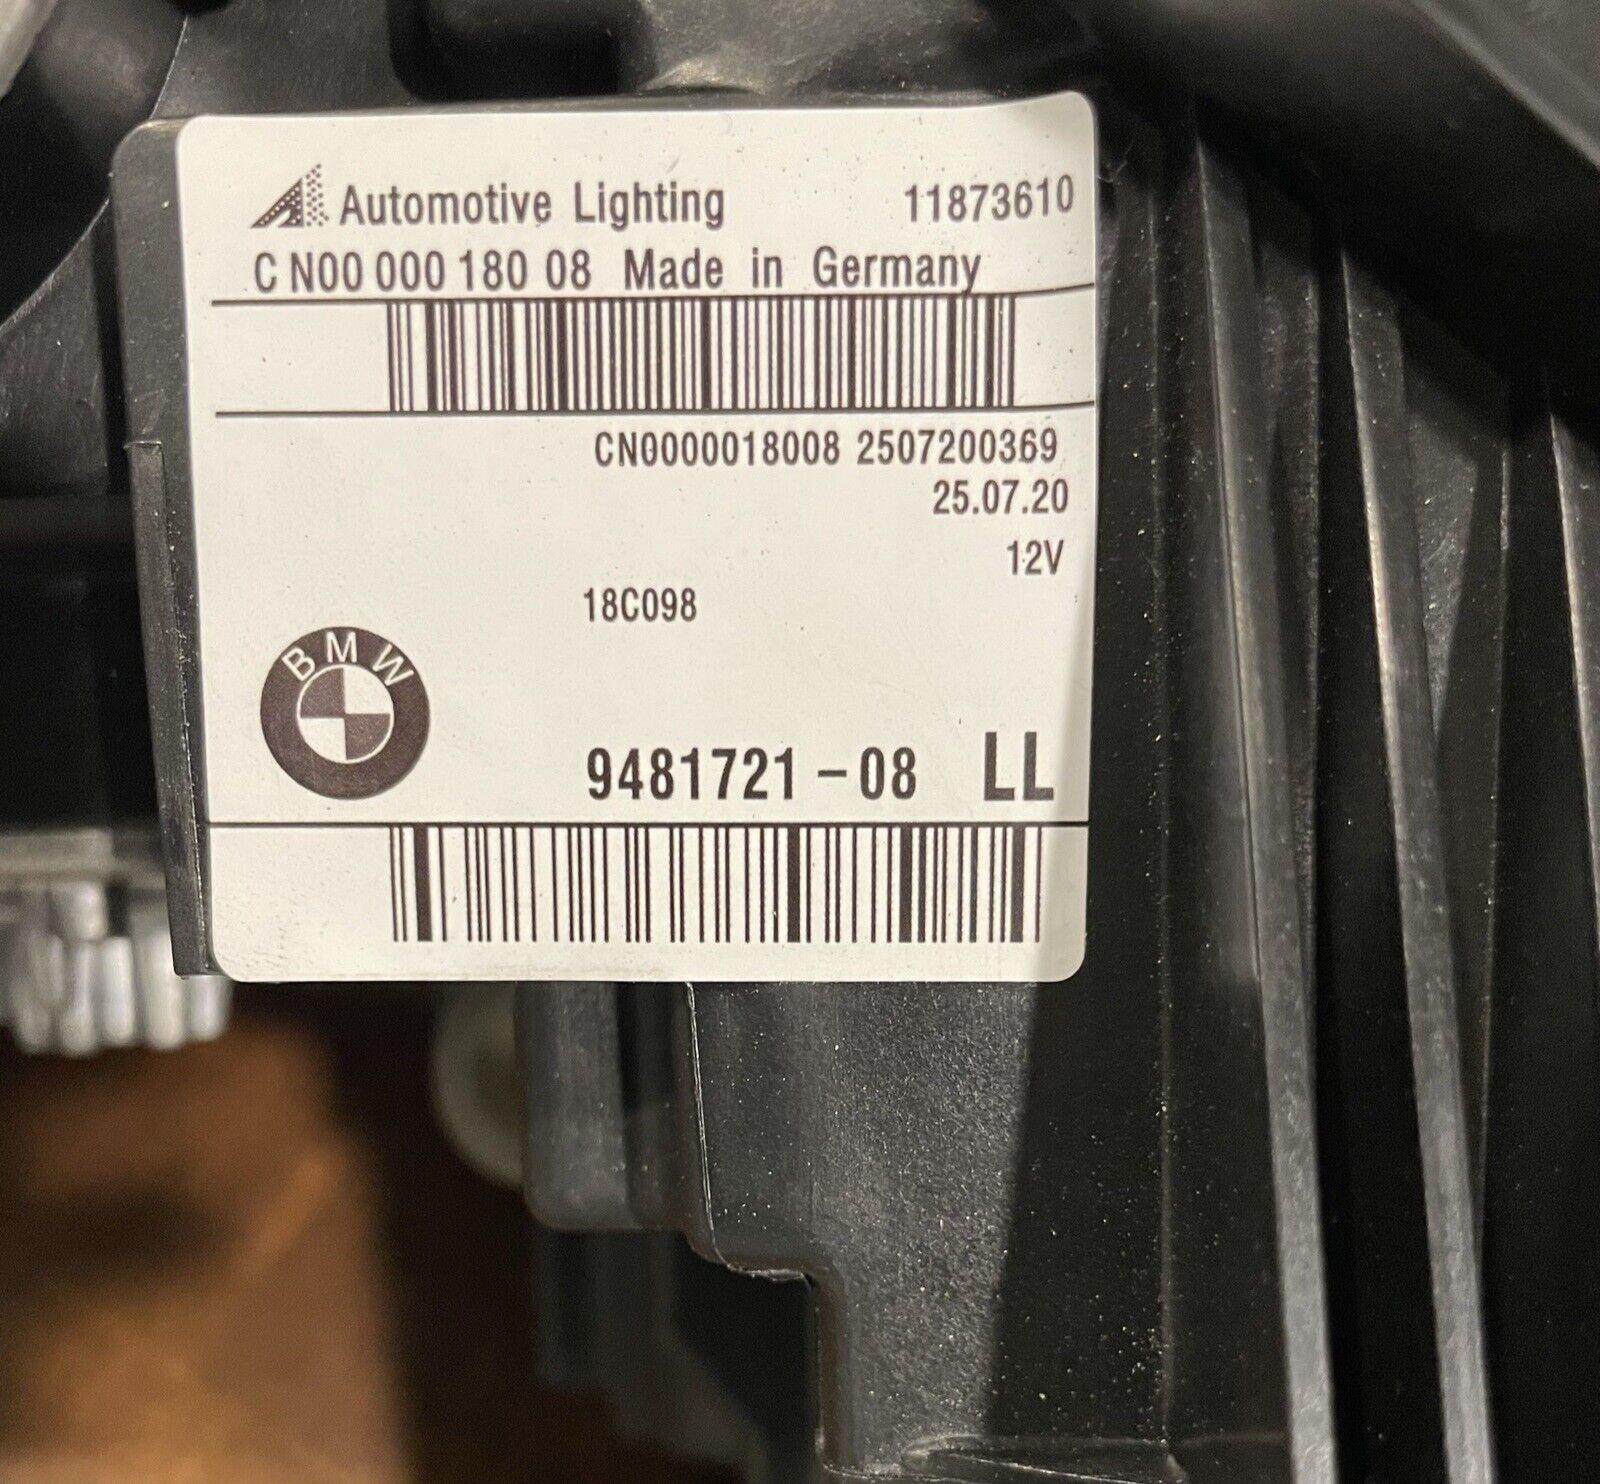 Automotive Lighting 11873610
C N00 000 180 08 Made in Germany
CN0000018008 2507200369
25.07.20
12V
18C098
BMW
9481721-08 LL